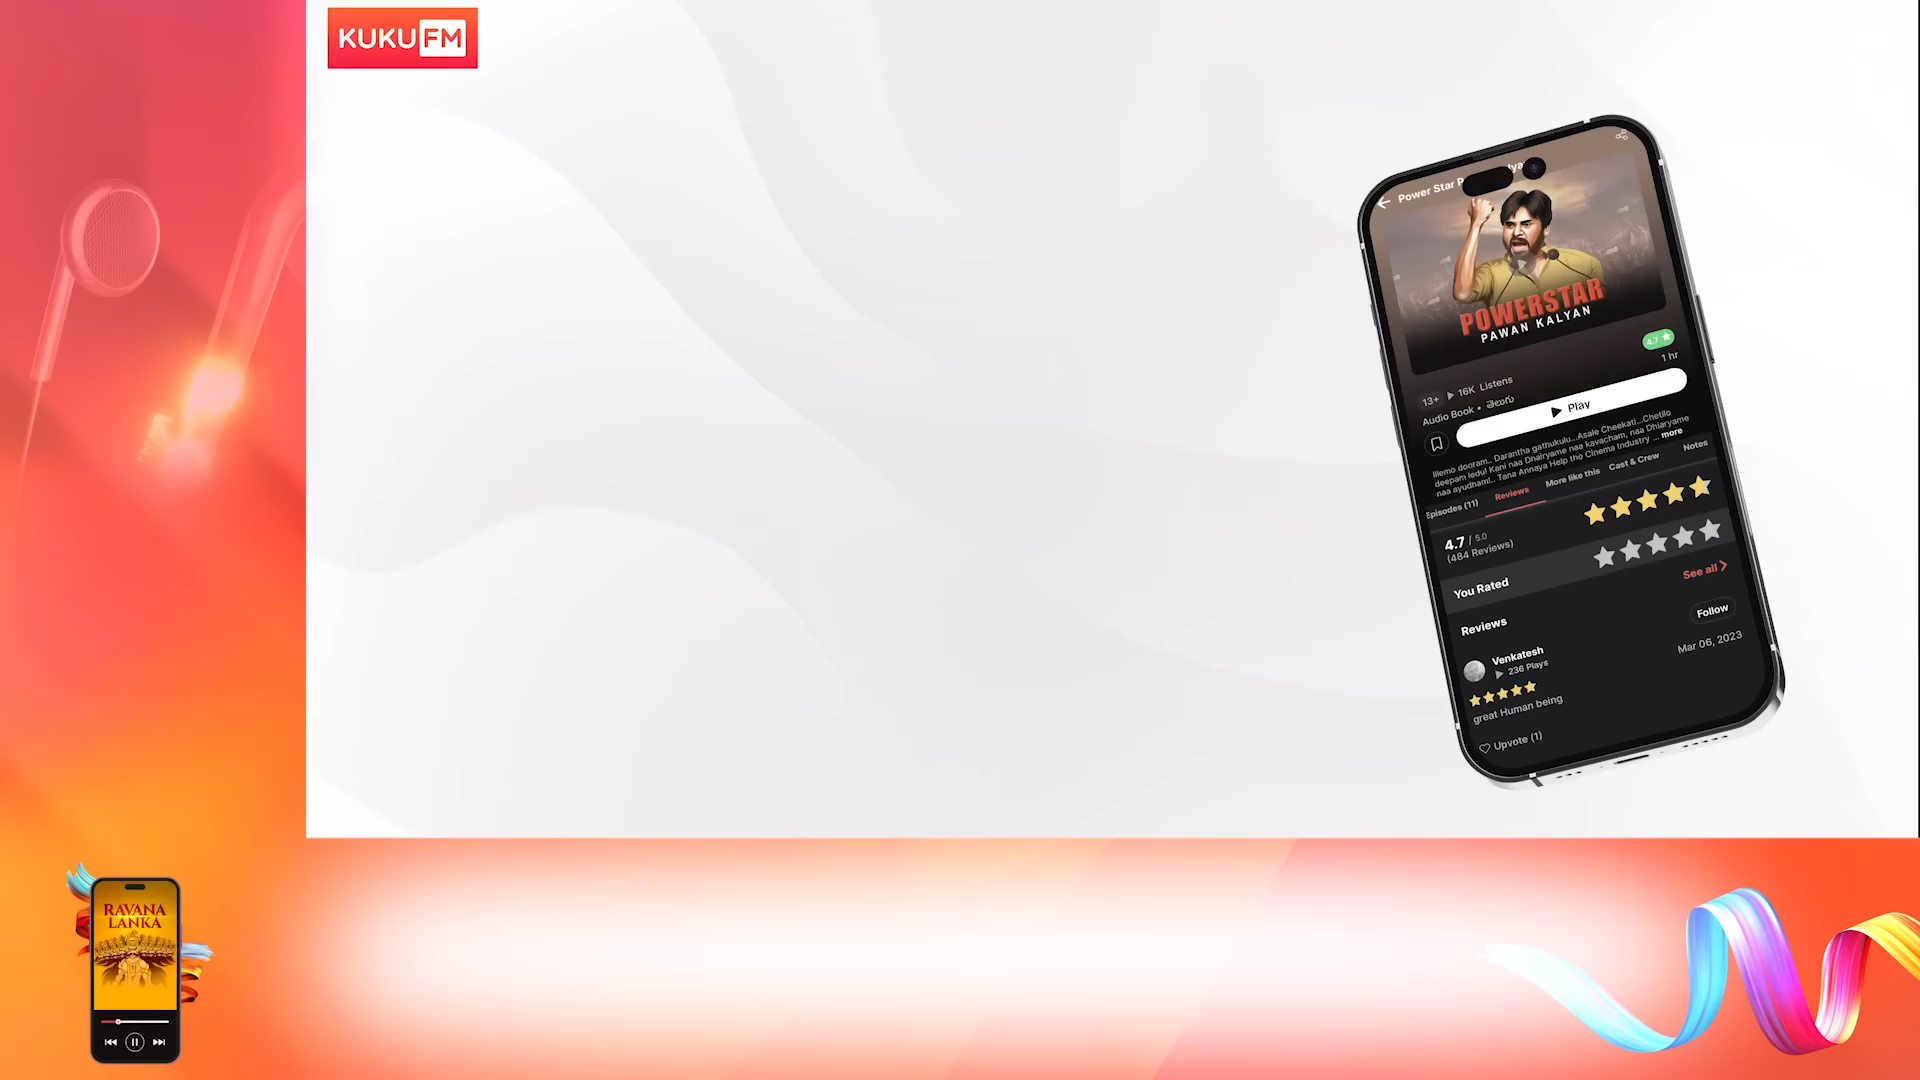 KUKU FM
Power Star
POWERSTAR
PAWAN KALYAN
4.7 ★
1 hr
13+ ▶ 16K Listens
Audio Book • తెలుగు
▶ Play
Illemo dooram.. Darantha gathukulu...Asale Cheekati...Chetilo
deepam ledu! Kani naa Dhairyame naa kavacham, naa Dhiaryame
naa ayudham!.. Tana Annaya Help tho Cinema Industry ... more
Episodes (11) Reviews More like this Cast & Crew Notes
4.7 / 5.0
(484 Reviews)
You Rated
See all >
Reviews
Follow
Venkatesh
▶ 236 Plays
Mar 06, 2023
great Human being
Upvote (1)
RAVANA
LANKA